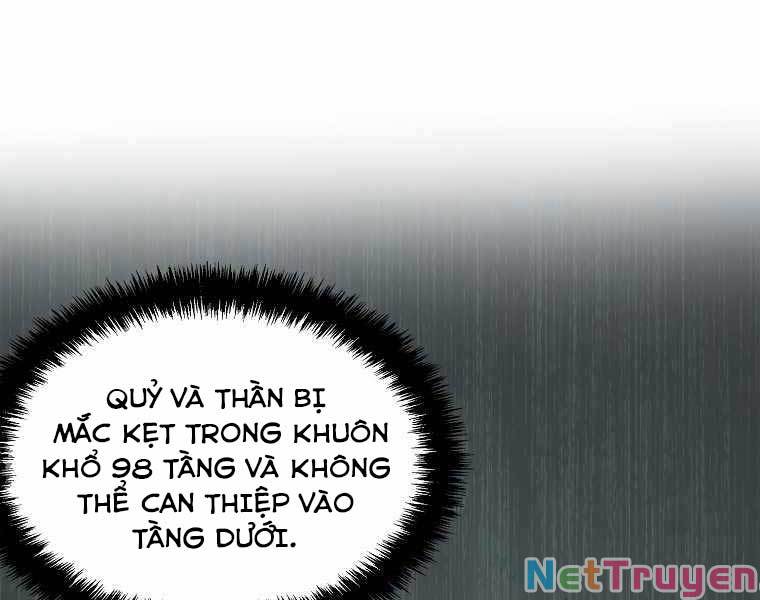 QUỶ VÀ THẦN BỊ
MẮC KẸT TRONG KHUÔN
KHỔ 98 TẦNG VÀ KHÔNG
THỂ CAN THIỆP VÀO
TẦNG DƯỚI.
NETTRUYEN